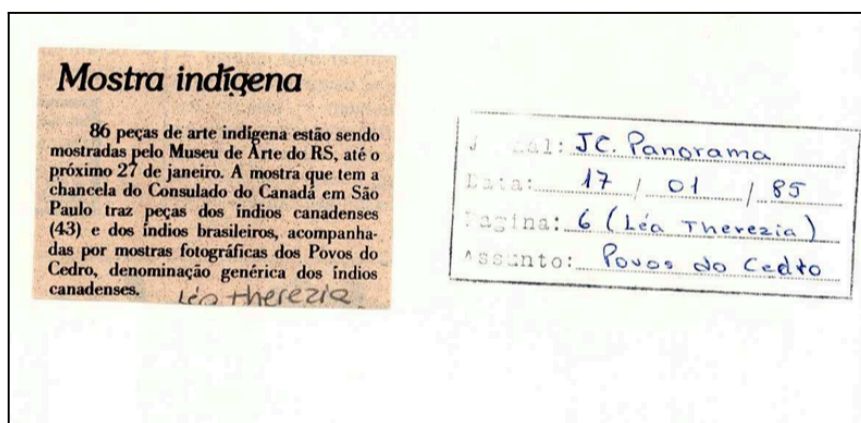 Mostra indígena
86 peças de arte indígena estão sendo
mostradas pelo Museu de Arte do RS, até o
próximo 27 de janeiro. A mostra que tem a
chancela do Consulado do Canadá em São
Paulo traz peças dos índios canadenses
(43) e dos índios brasileiros, acompanha-
das por mostras fotográficas dos Povos do
Cedro, denominação genérica dos índios
canadenses.
Léa Therezia
Jornal: JC. Panorama
Data: 17 / 01 / 85
Pagina: 6 (Léa Therezia)
Assunto: Povos do Cedro